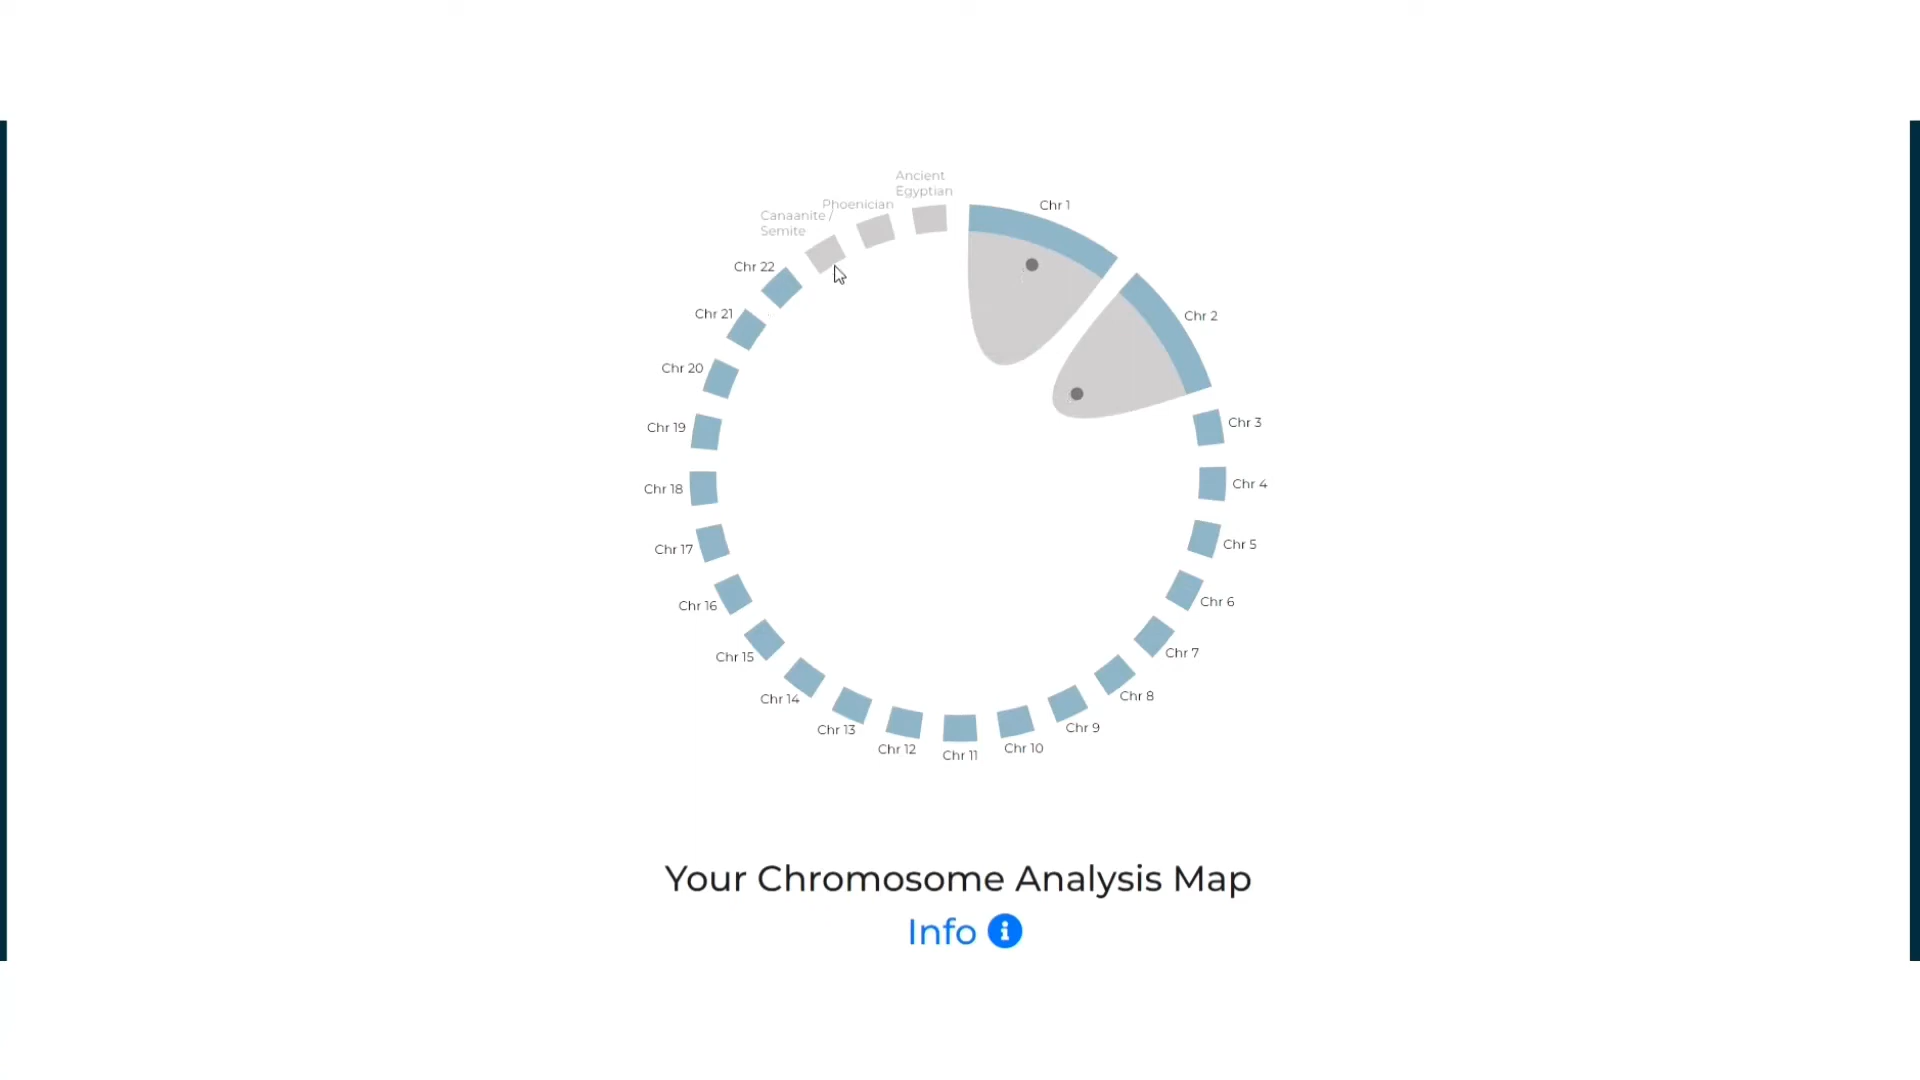 Ancient
Egyptian
Phoenician
Canaanite /
Semite
Chr 1
Chr 2
Chr 3
Chr 4
Chr 5
Chr 6
Chr 7
Chr 8
Chr 9
Chr 10
Chr 11
Chr 12
Chr 13
Chr 14
Chr 15
Chr 16
Chr 17
Chr 18
Chr 19
Chr 20
Chr 21
Chr 22
Your Chromosome Analysis Map
Info i